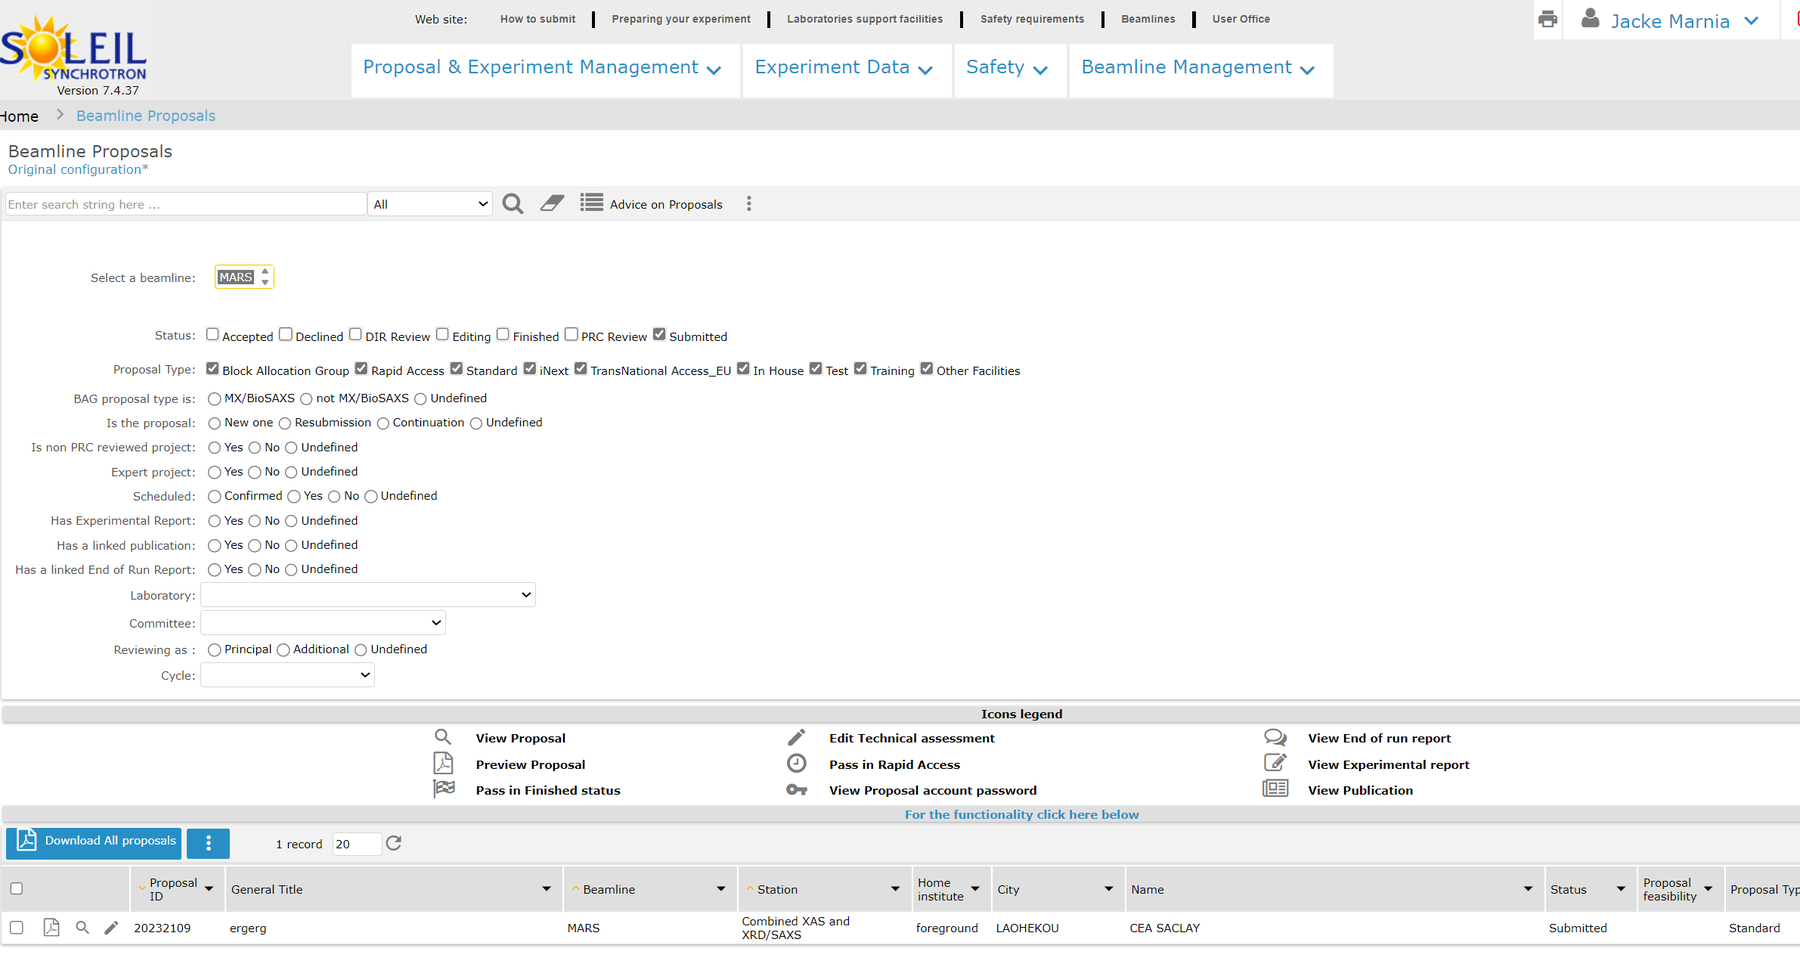 Web site: How to submit Preparing your experiment Laboratories support facilities Safety requirements Beamlines User Office
Jacke Marnia
SOLEIL
SYNCHROTRON
Version 7.4.37
Proposal & Experiment Management Experiment Data Safety Beamline Management
Home Beamline Proposals
Beamline Proposals
Original configuration*
Enter search string here ... All Advice on Proposals
Select a beamline: MARS
Status: Accepted Declined DIR Review Editing Finished PRC Review Submitted
Proposal Type: Block Allocation Group Rapid Access Standard iNext TransNational Access_EU In House Test Training Other Facilities
BAG proposal type is: MX/BioSAXS not MX/BioSAXS Undefined
Is the proposal: New one Resubmission Continuation Undefined
Is non PRC reviewed project: Yes No Undefined
Expert project: Yes No Undefined
Scheduled: Confirmed Yes No Undefined
Has Experimental Report: Yes No Undefined
Has a linked publication: Yes No Undefined
Has a linked End of Run Report: Yes No Undefined
Laboratory:
Committee:
Reviewing as : Principal Additional Undefined
Cycle:
Icons legend
View Proposal Edit Technical assessment View End of run report
Preview Proposal Pass in Rapid Access View Experimental report
Pass in Finished status View Proposal account password View Publication
For the functionality click here below
Download All proposals 1 record 20
Proposal ID General Title Beamline Station Home institute City Name Status Proposal feasibility Proposal Typ
20232109 ergerg MARS Combined XAS and XRD/SAXS foreground LAOHEKOU CEA SACLAY Submitted Standard